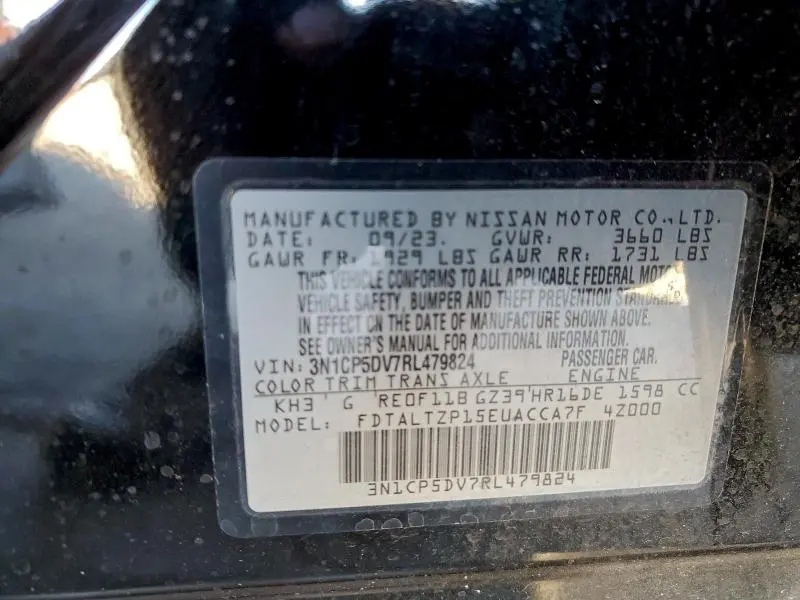 MANUFACTURED BY NISSAN MOTOR CO., LTD.
DATE: 09/23. GVWR: 3660 LBS
GAWR FR: 1929 LBS GAWR RR: 1731 LBS
THIS VEHICLE CONFORMS TO ALL APPLICABLE FEDERAL MOTOR
VEHICLE SAFETY, BUMPER AND THEFT PREVENTION STANDARDS
IN EFFECT ON THE DATE OF MANUFACTURE SHOWN ABOVE.
SEE OWNER'S MANUAL FOR ADDITIONAL INFORMATION.
VIN: 3N1CP5DV7RL479824 PASSENGER CAR.
COLOR TRIM TRANS AXLE ENGINE
KH3 G RE0F11B GZ39 HR16DE 1598 CC
MODEL: FDTALTZP15EUACCA7F 4Z000
3N1CP5DV7RL479824